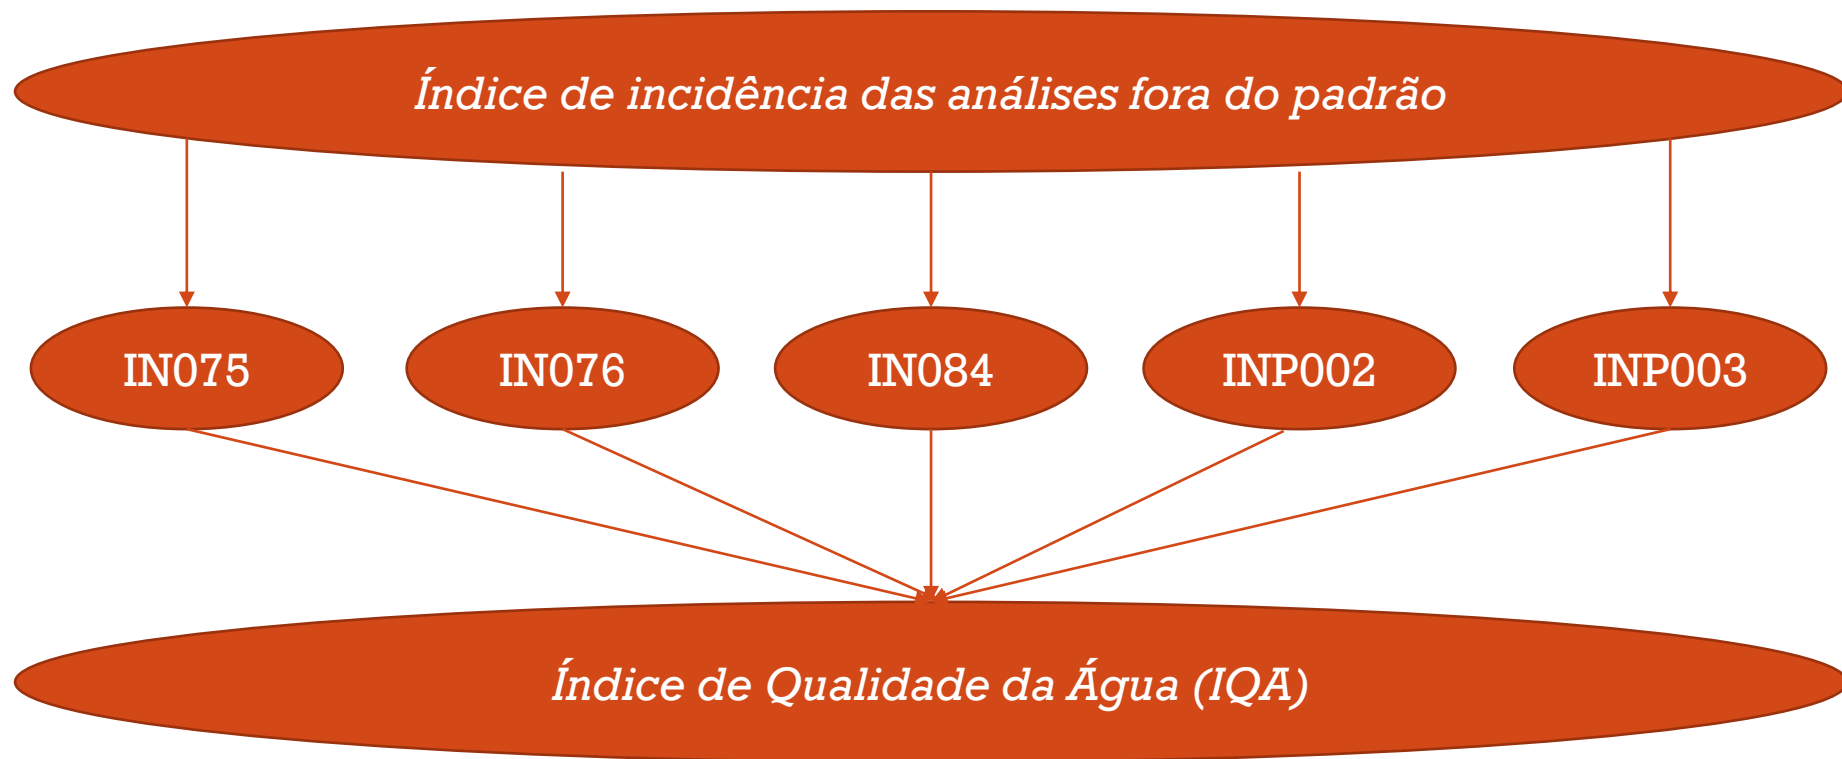 Índice de incidência das análises fora do padrão
IN075
IN076
IN084
INP002
INP003
Índice de Qualidade da Água (IQA)